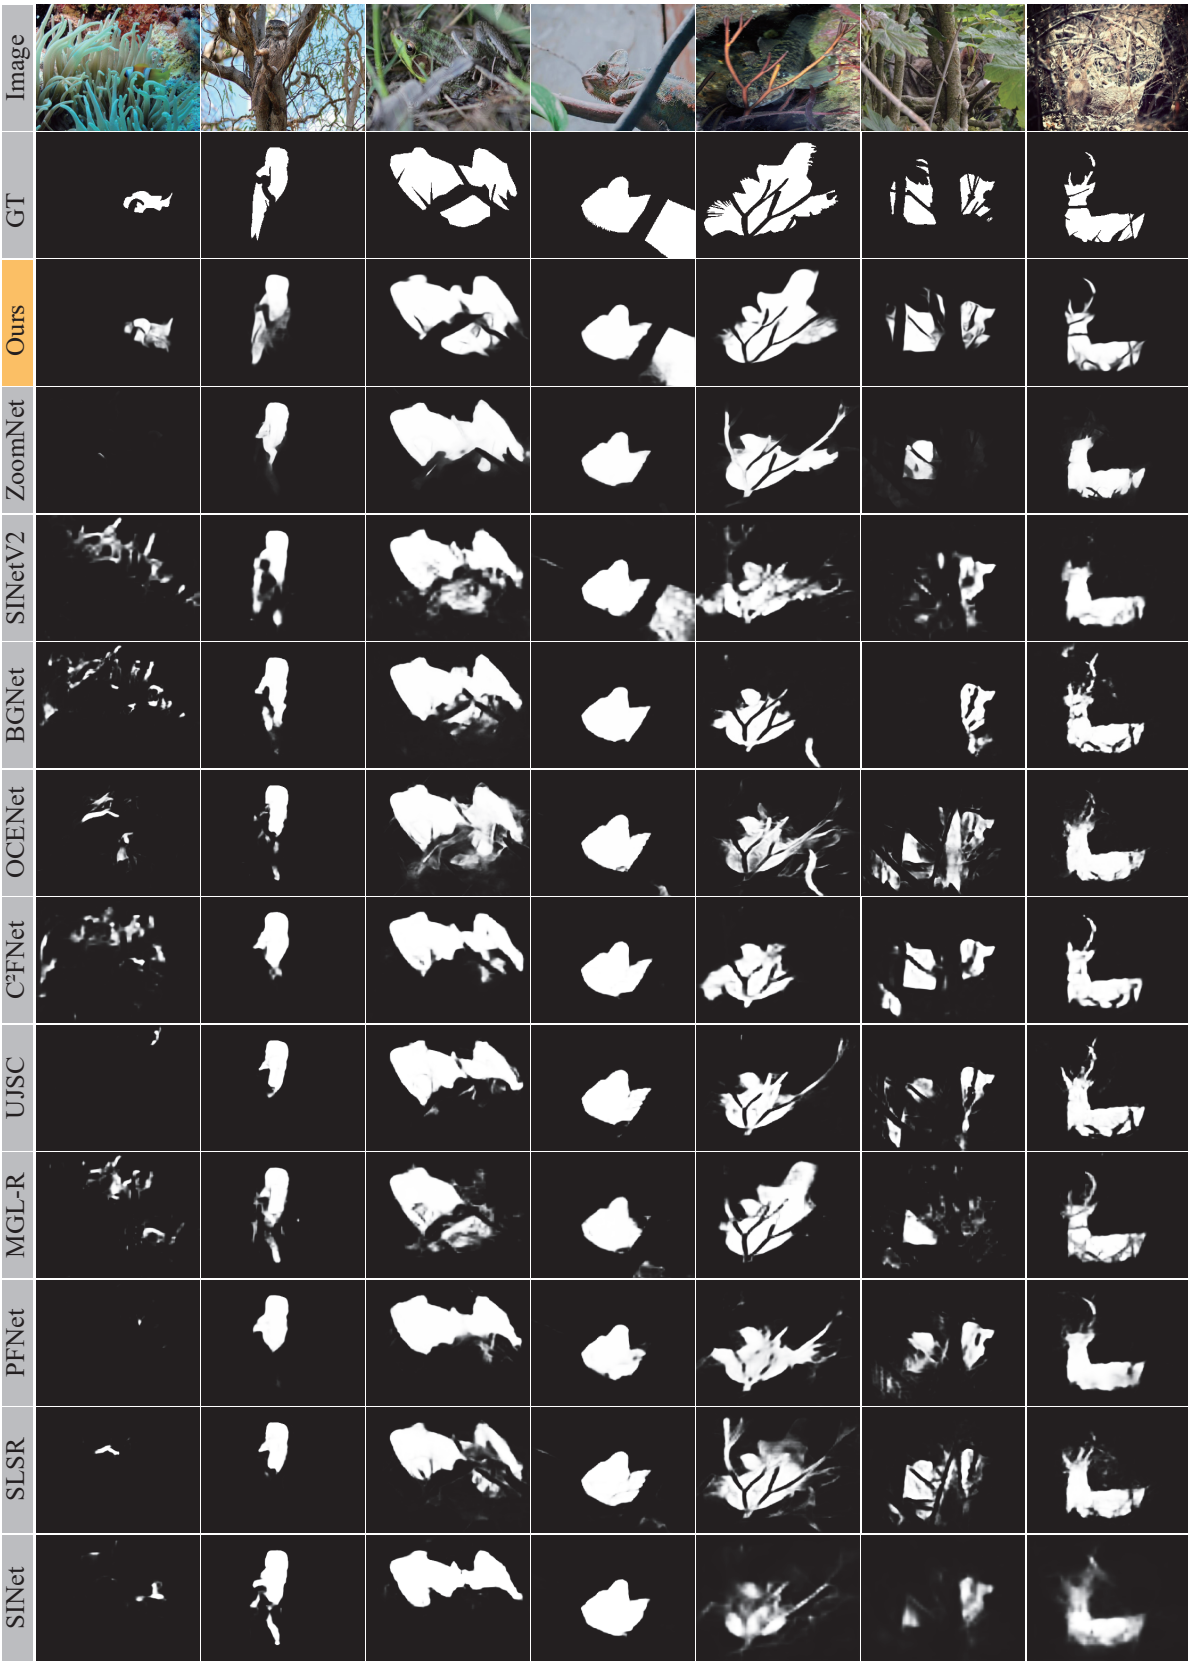 Image
GT
Ours
ZoomNet
SINetV2
BGNet
OCENet
C²FNet
UJSC
MGL-R
PFNet
SLSR
SINet